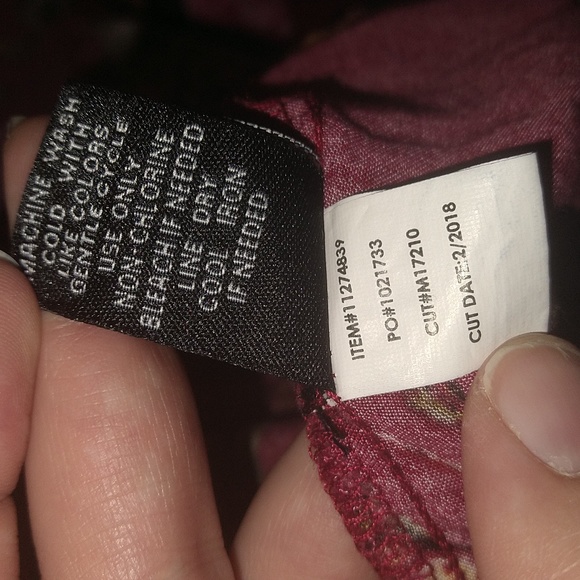 MACHINE WASH
COLD WITH
LIKE COLORS
GENTLE CYCLE
USE ONLY
NON CHLORINE
BLEACH IF NEEDED
LINE DRY
COOL IRON
IF NEEDED
ITEM#11274839
PO#1021733
CUT#M17210
CUT DATE:2/2018